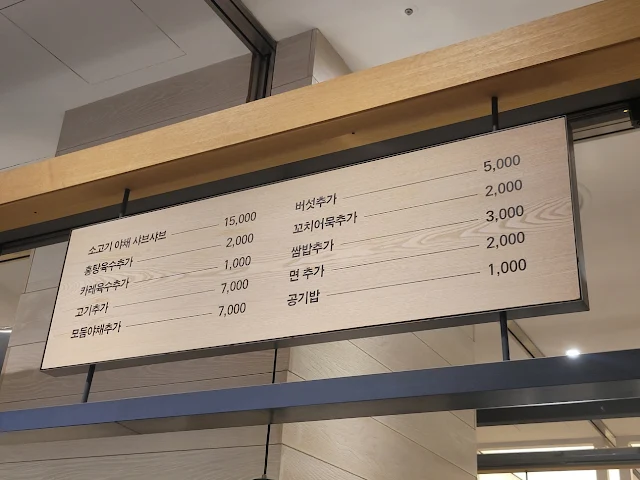 소고기 야채 샤브샤브 15,000
홍탕육수추가 2,000
카레육수추가 1,000
고기추가 7,000
모듬야채추가 7,000
버섯추가 5,000
꼬치어묵추가 2,000
쌈밥추가 3,000
면 추가 2,000
공기밥 1,000